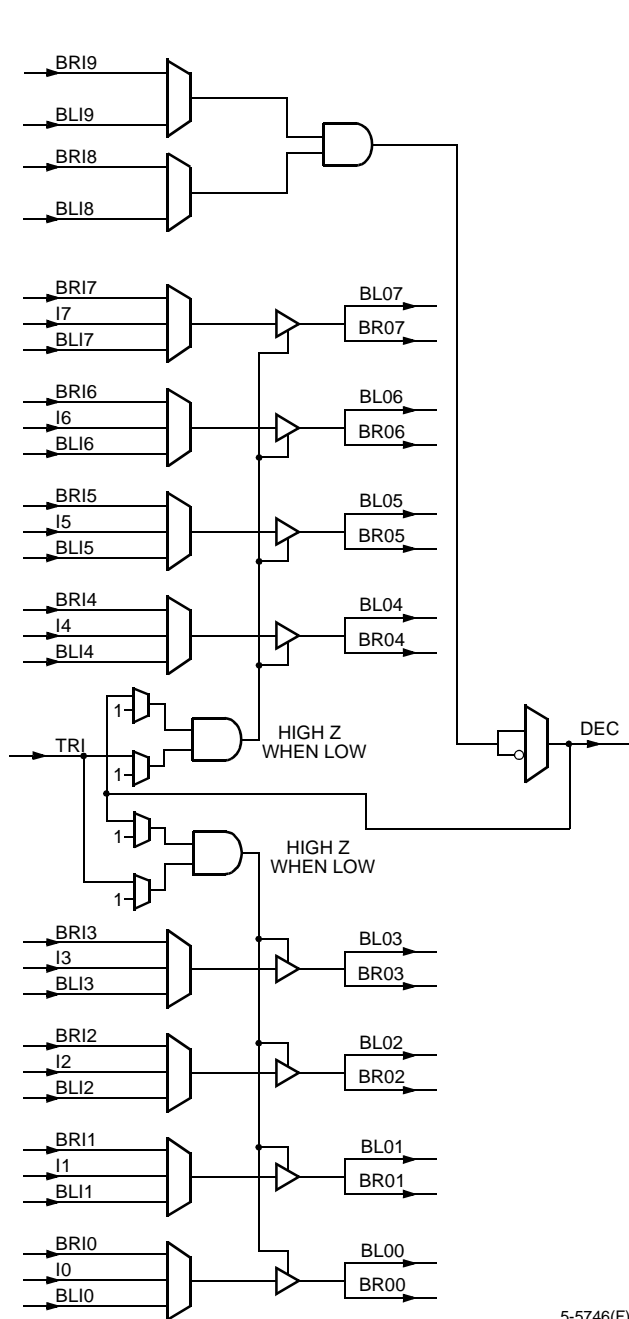 BRI9
BLI9
BRI8
BLI8
BRI7
I7
BLI7
BL07
BR07
BRI6
I6
BLI6
BL06
BR06
BRI5
I5
BLI5
BL05
BR05
BRI4
I4
BLI4
BL04
BR04
1
TRI
1
HIGH Z
WHEN LOW
DEC
1
1
HIGH Z
WHEN LOW
BRI3
I3
BLI3
BL03
BR03
BRI2
I2
BLI2
BL02
BR02
BRI1
I1
BLI1
BL01
BR01
BRI0
I0
BLI0
BL00
BR00
5-5746(F)